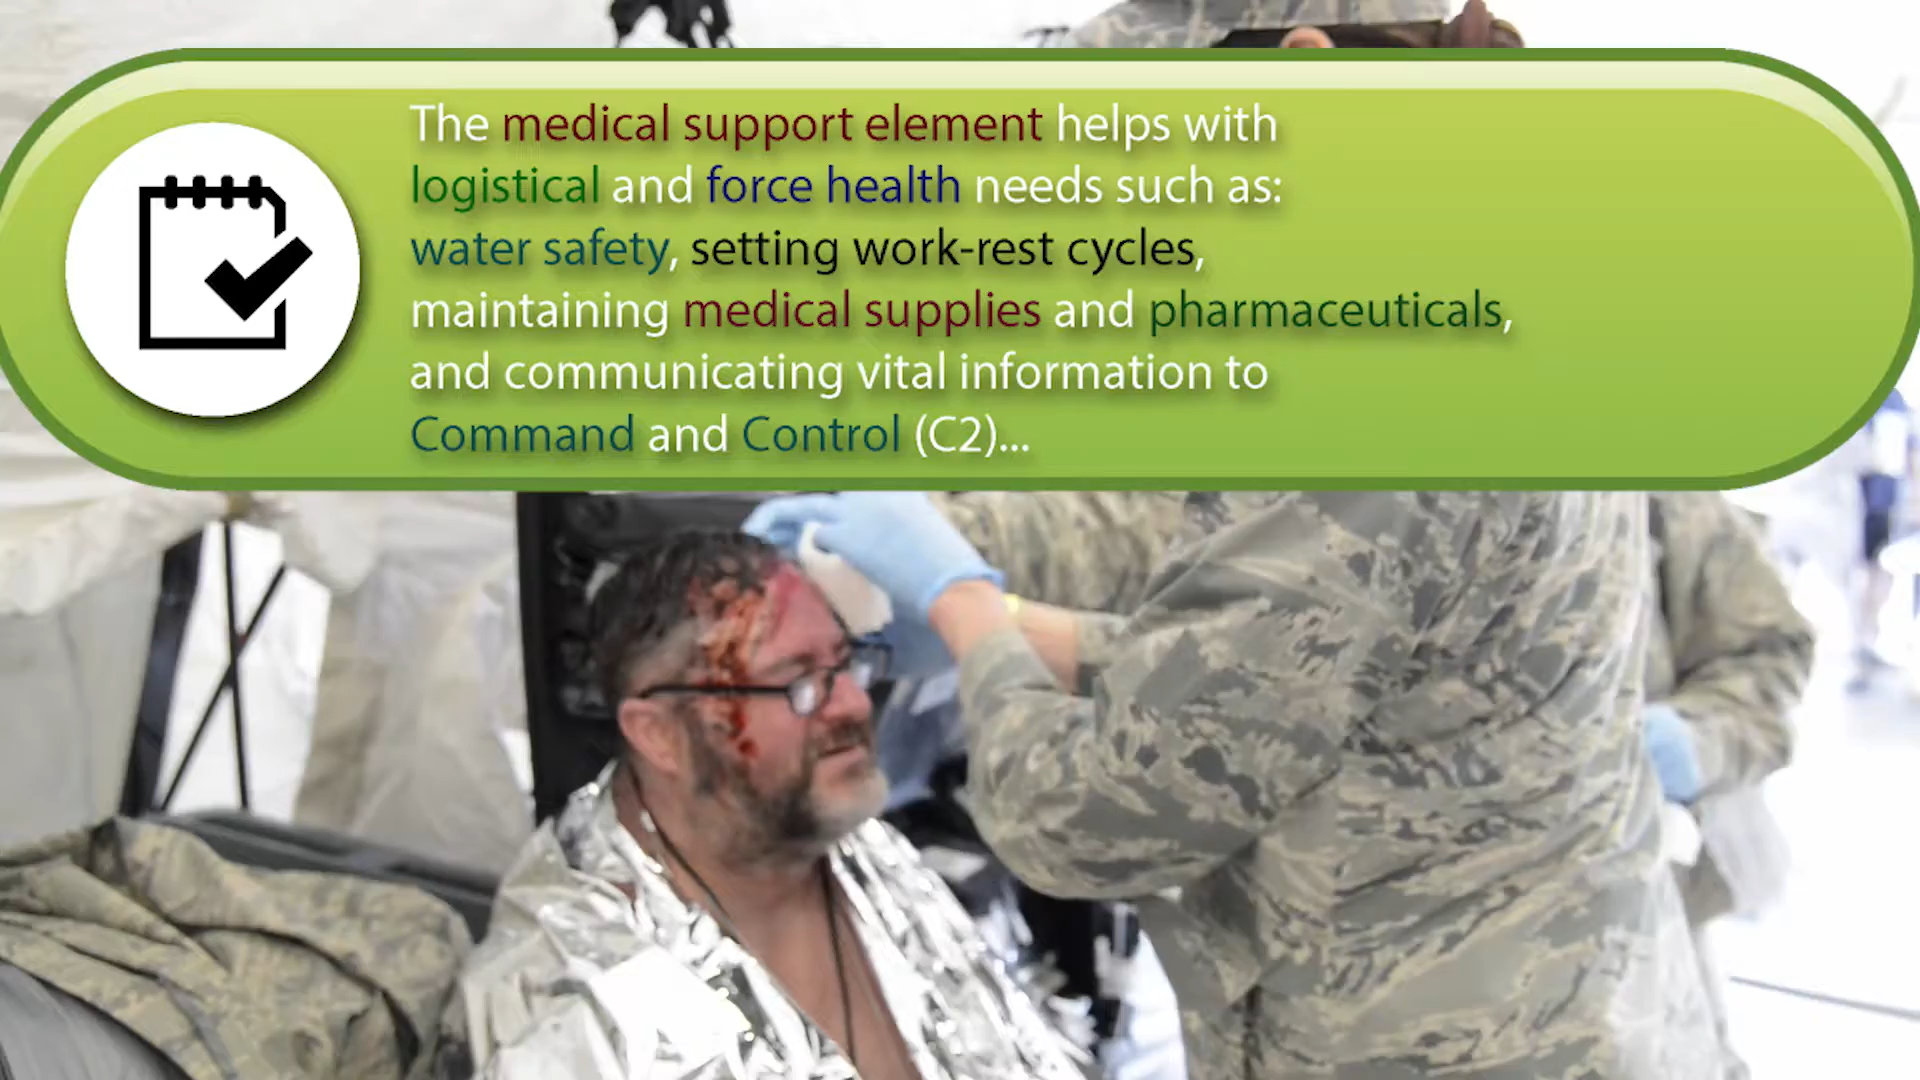 The medical support element helps with
logistical and force health needs such as:
water safety, setting work-rest cycles,
maintaining medical supplies and pharmaceuticals,
and communicating vital information to
Command and Control (C2)...